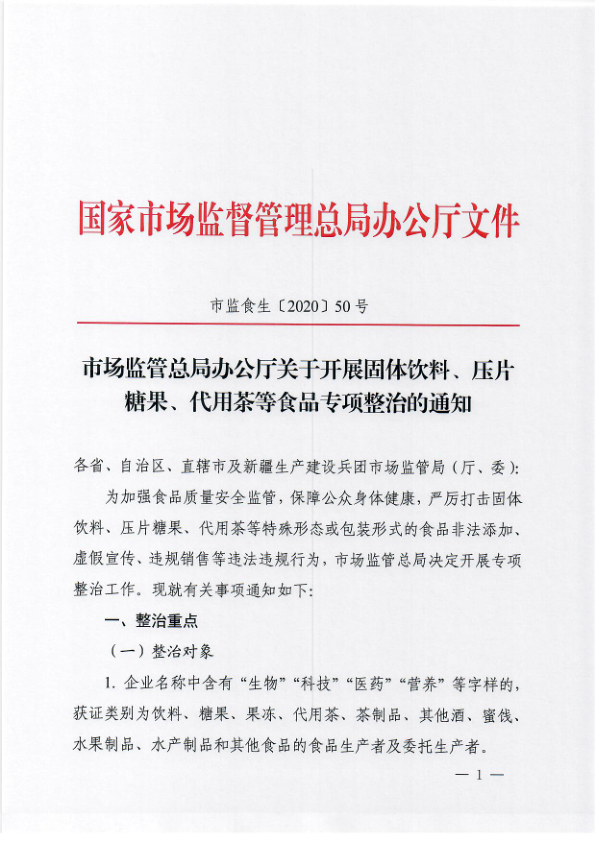 国家市场监督管理总局办公厅文件
市监食生〔2020〕50号
市场监管总局办公厅关于开展固体饮料、压片
糖果、代用茶等食品专项整治的通知
各省、自治区、直辖市及新疆生产建设兵团市场监管局（厅、委）：
为加强食品质量安全监管，保障公众身体健康，严厉打击固体
饮料、压片糖果、代用茶等特殊形态或包装形式的食品非法添加、
虚假宣传、违规销售等违法违规行为，市场监管总局决定开展专项
整治工作。现就有关事项通知如下：
一、整治重点
（一）整治对象
1. 企业名称中含有“生物”“科技”“医药”“营养”等字样的，
获证类别为饮料、糖果、果冻、代用茶、茶制品、其他酒、蜜饯、
水果制品、水产制品和其他食品的食品生产者及委托生产者。
— 1 —